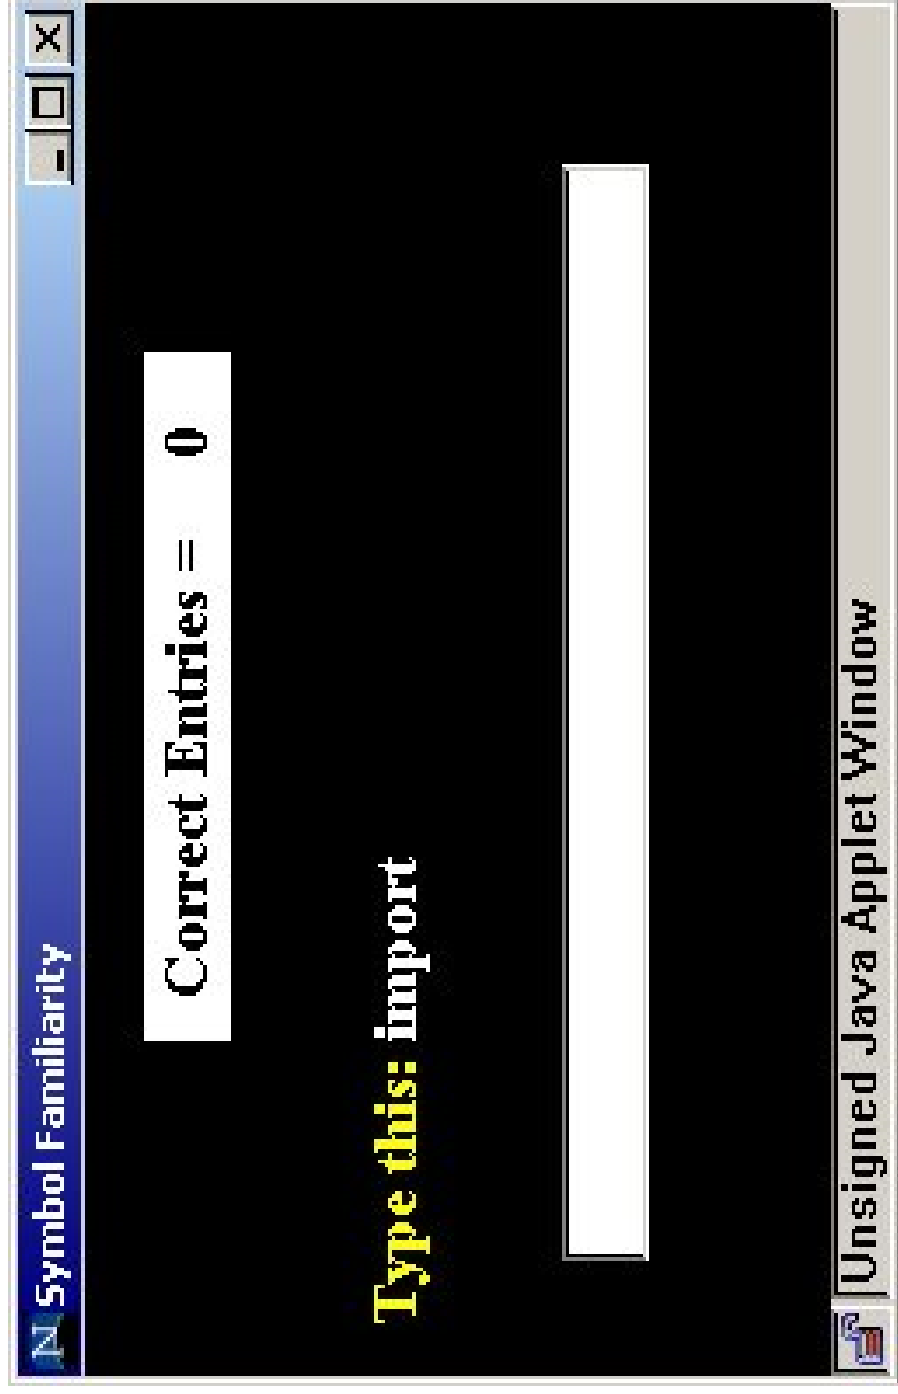 Symbol Familiarity
Correct Entries = 0
Type this: import
Unsigned Java Applet Window